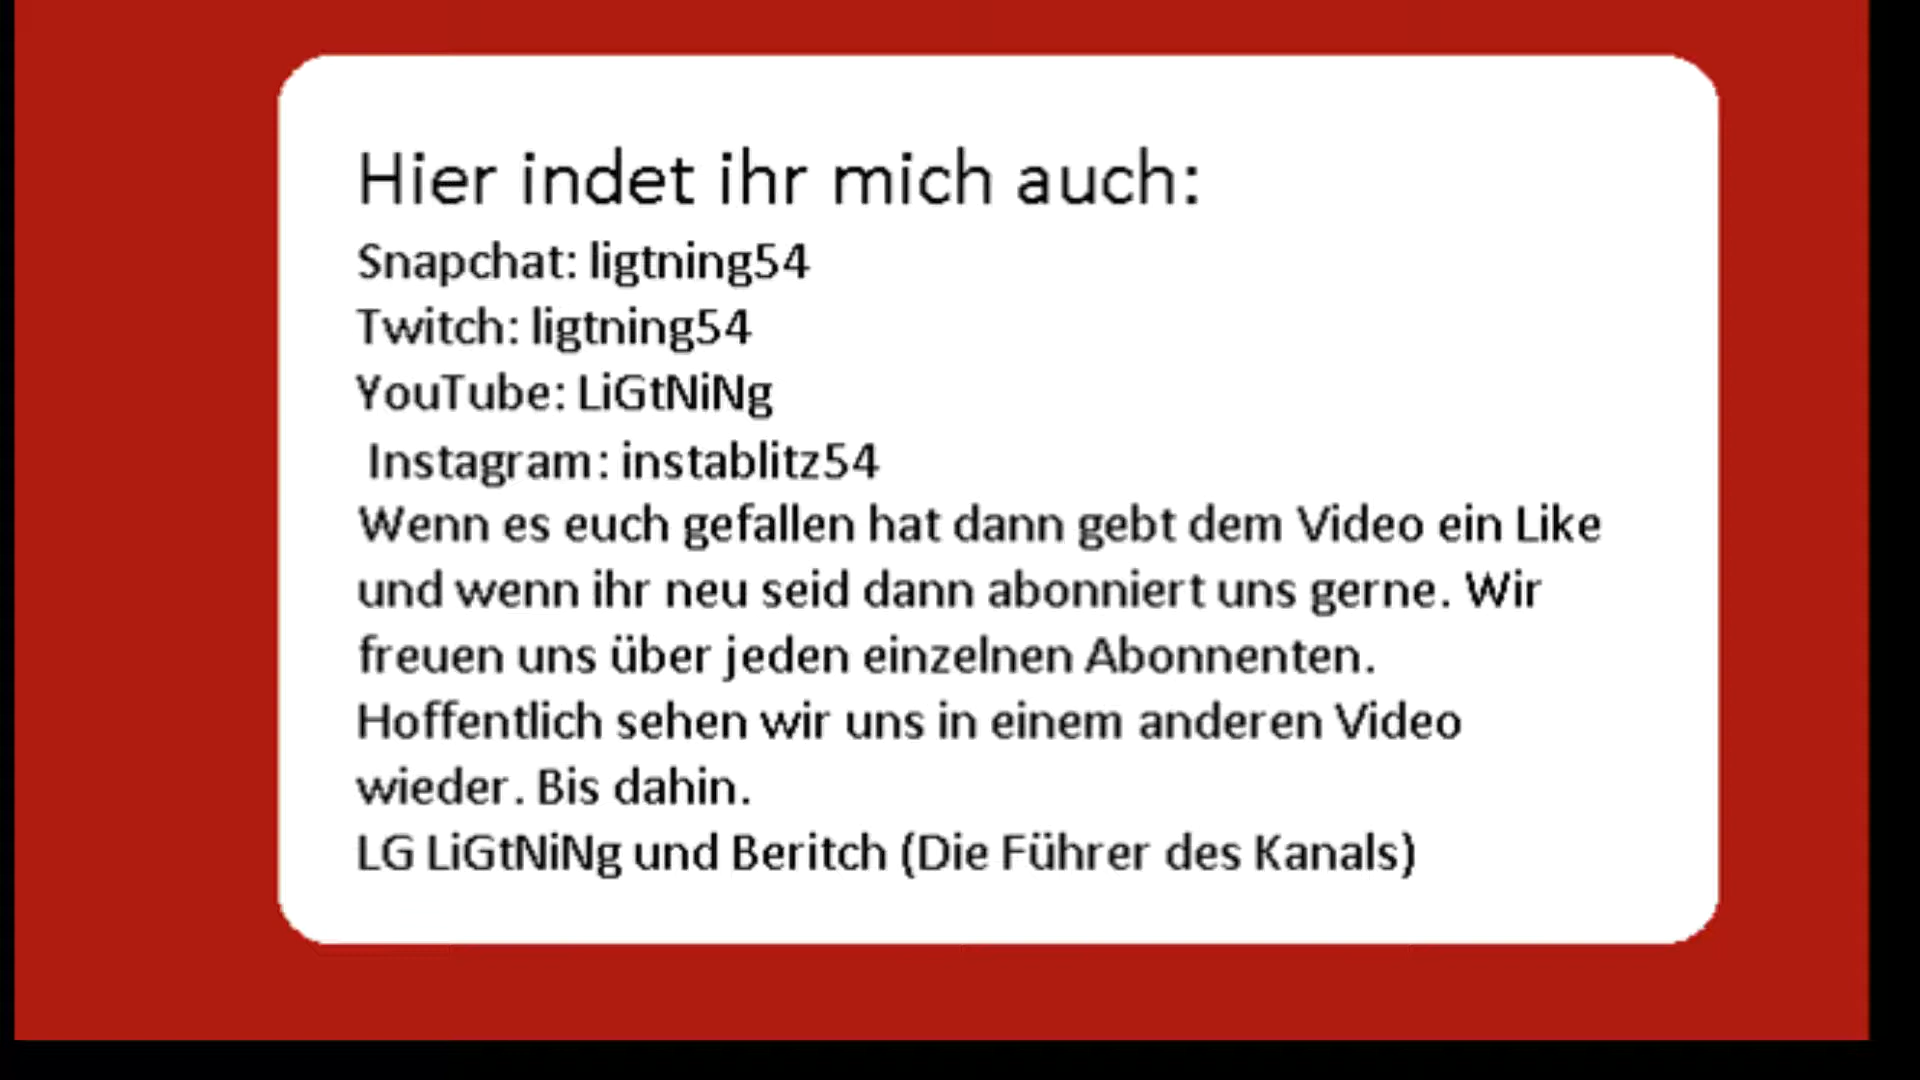 Hier indet ihr mich auch:
Snapchat: ligtning54
Twitch: ligtning54
YouTube: LiGtNiNg
Instagram: instablitz54
Wenn es euch gefallen hat dann gebt dem Video ein Like
und wenn ihr neu seid dann abonniert uns gerne. Wir
freuen uns über jeden einzelnen Abonnenten.
Hoffentlich sehen wir uns in einem anderen Video
wieder. Bis dahin.
LG LiGtNiNg und Beritch (Die Führer des Kanals)